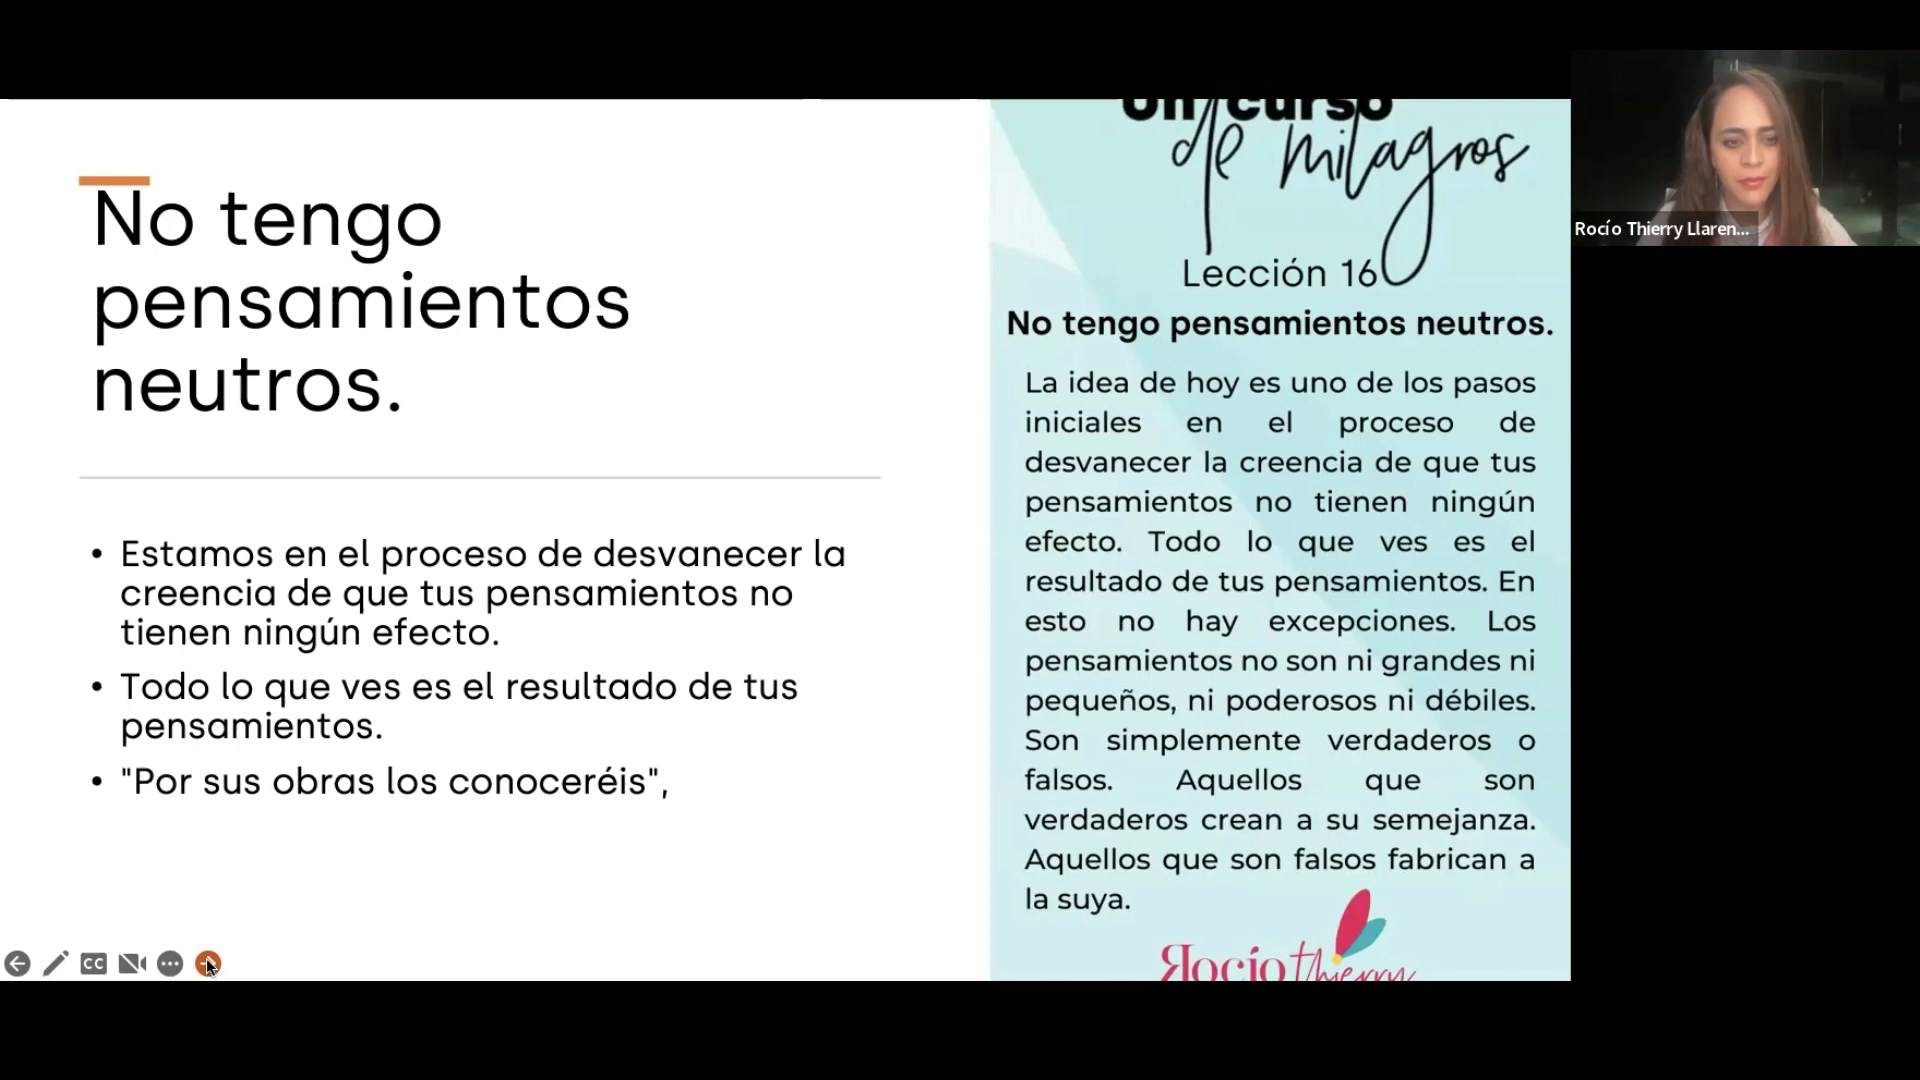 No tengo
pensamientos
neutros.
• Estamos en el proceso de desvanecer la
creencia de que tus pensamientos no
tienen ningún efecto.
• Todo lo que ves es el resultado de tus
pensamientos.
• "Por sus obras los conoceréis",
CC
Un curso
de milagros
Lección 16
No tengo pensamientos neutros.
La idea de hoy es uno de los pasos
iniciales en el proceso de
desvanecer la creencia de que tus
pensamientos no tienen ningún
efecto. Todo lo que ves es el
resultado de tus pensamientos. En
esto no hay excepciones. Los
pensamientos no son ni grandes ni
pequeños, ni poderosos ni débiles.
Son simplemente verdaderos o
falsos. Aquellos que son
verdaderos crean a su semejanza.
Aquellos que son falsos fabrican a
la suya.
Rocío Thierry
Rocío Thierry Llaren...